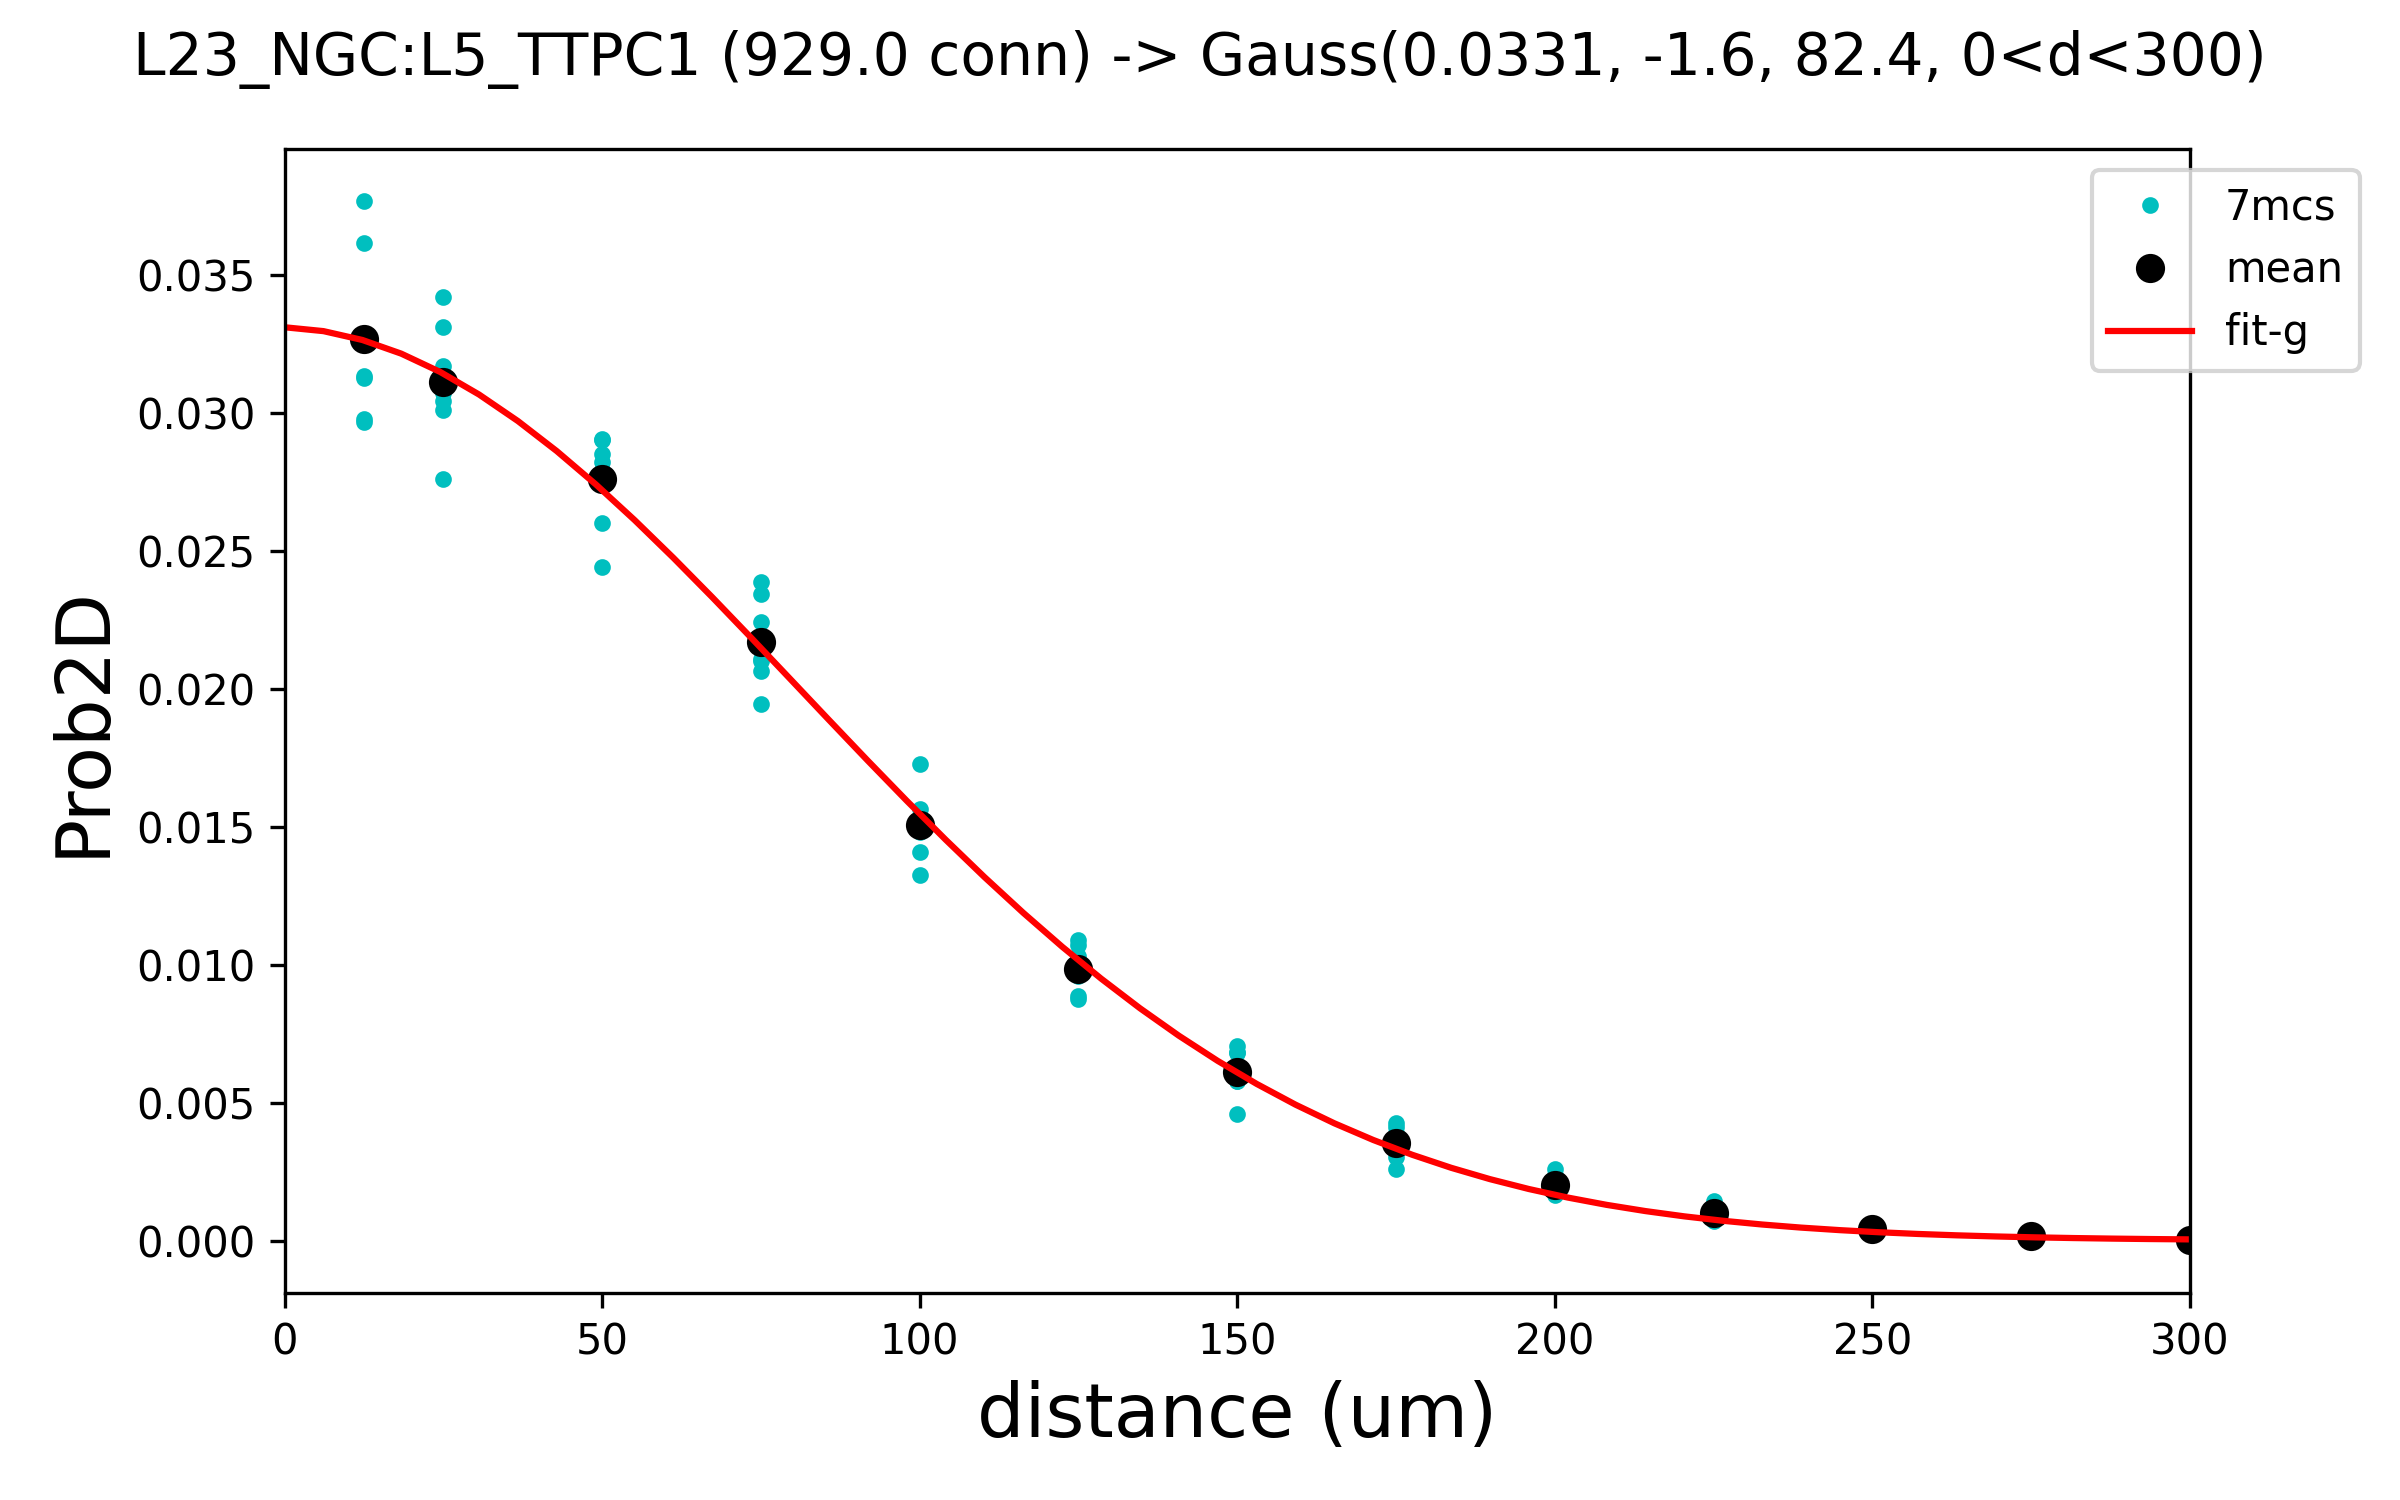 L23_NGC:L5_TTPC1 (929.0 conn) -> Gauss(0.0331, -1.6, 82.4, 0<d<300)
7mcs
mean
fit-g
0.035
0.030
0.025
0.020
0.015
0.010
0.005
0.000
Prob2D
0 50 100 150 200 250 300
distance (um)